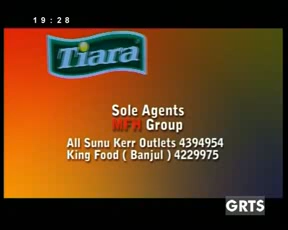 19:28
Tiara
Sole Agents
MFH Group
All Sunu Kerr Outlets 4394954
King Food ( Banjul ) 4229975
GRTS